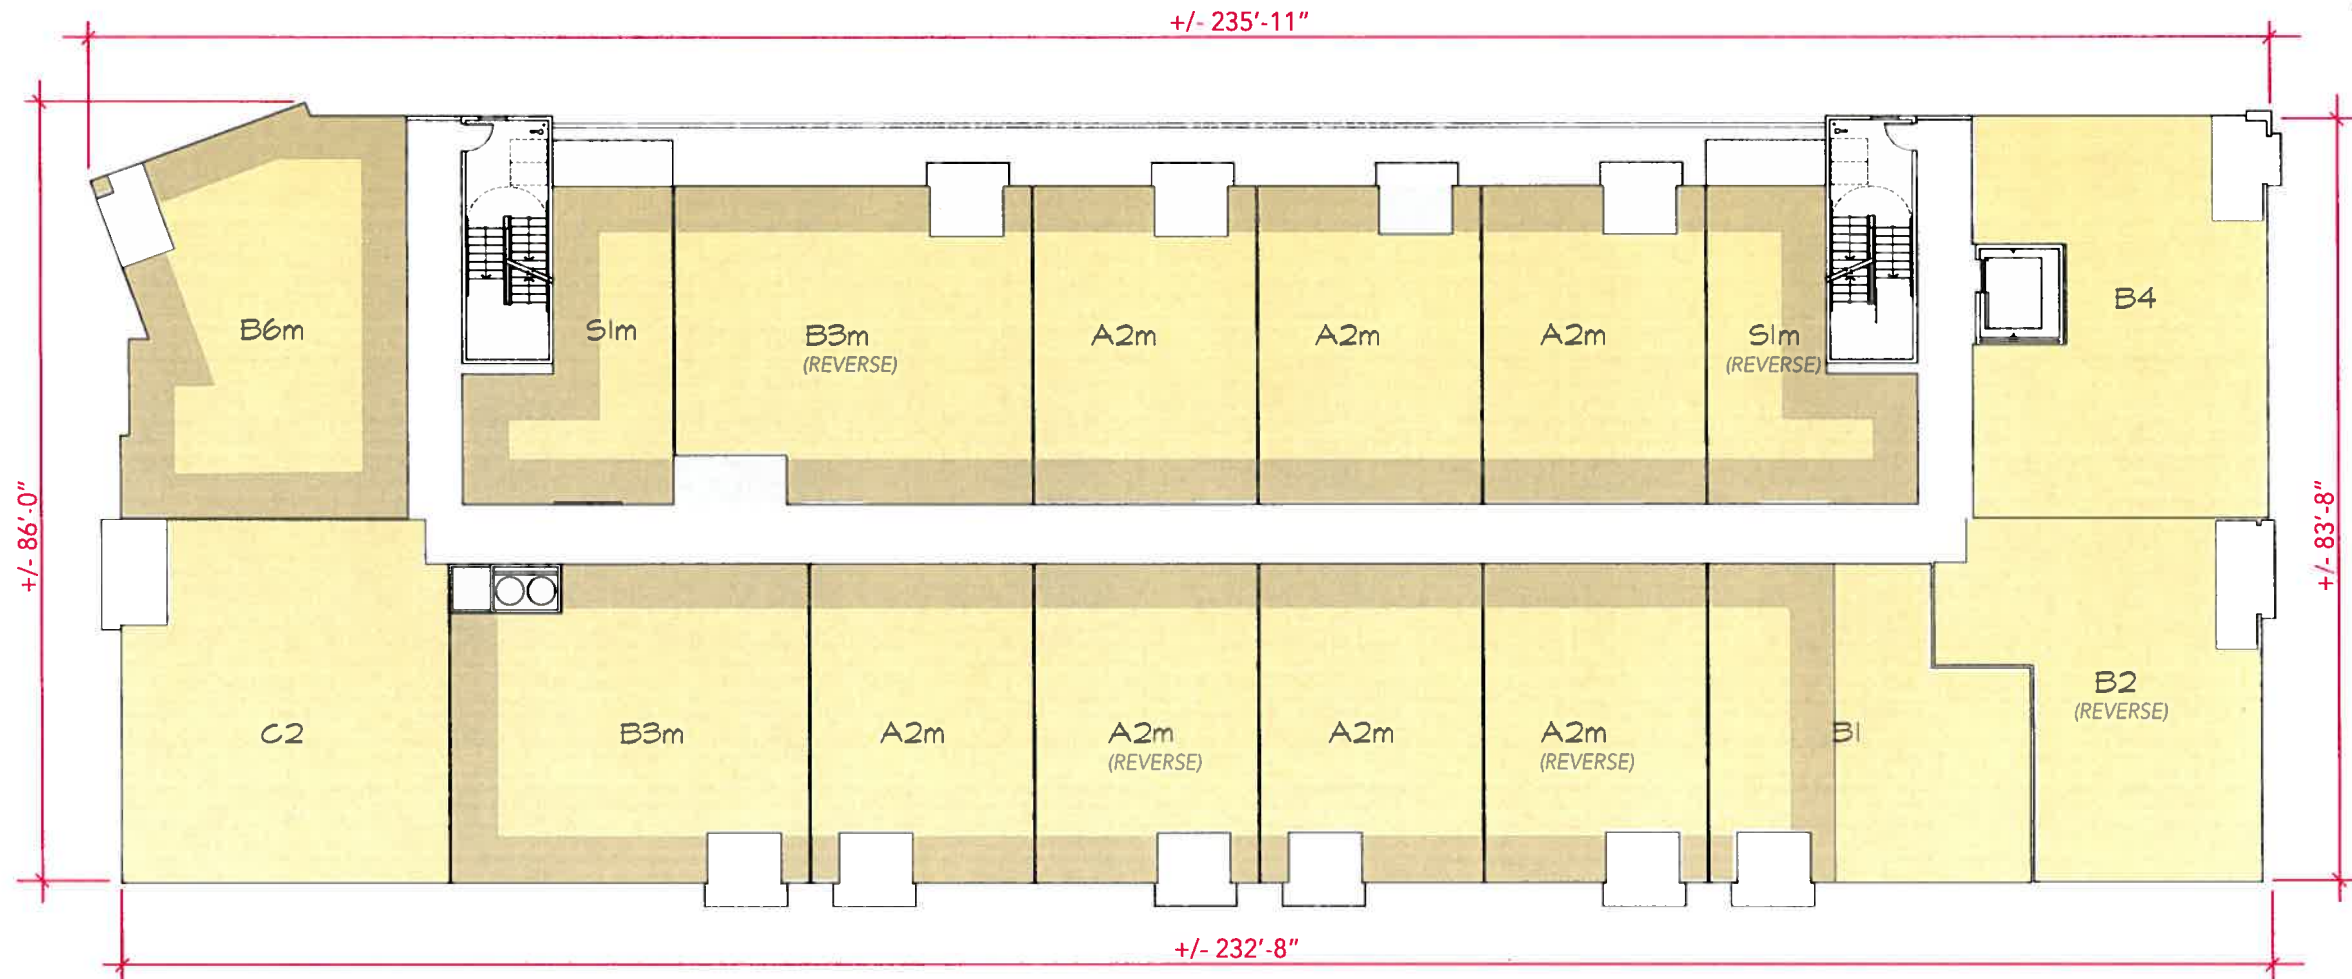 +/- 235'-11"
+/- 86'-0"
+/- 83'-8"
B6m
S1m
B3m
(REVERSE)
A2m
A2m
A2m
S1m
(REVERSE)
B4
C2
B3m
A2m
A2m
(REVERSE)
A2m
A2m
(REVERSE)
B1
B2
(REVERSE)
+/- 232'-8"